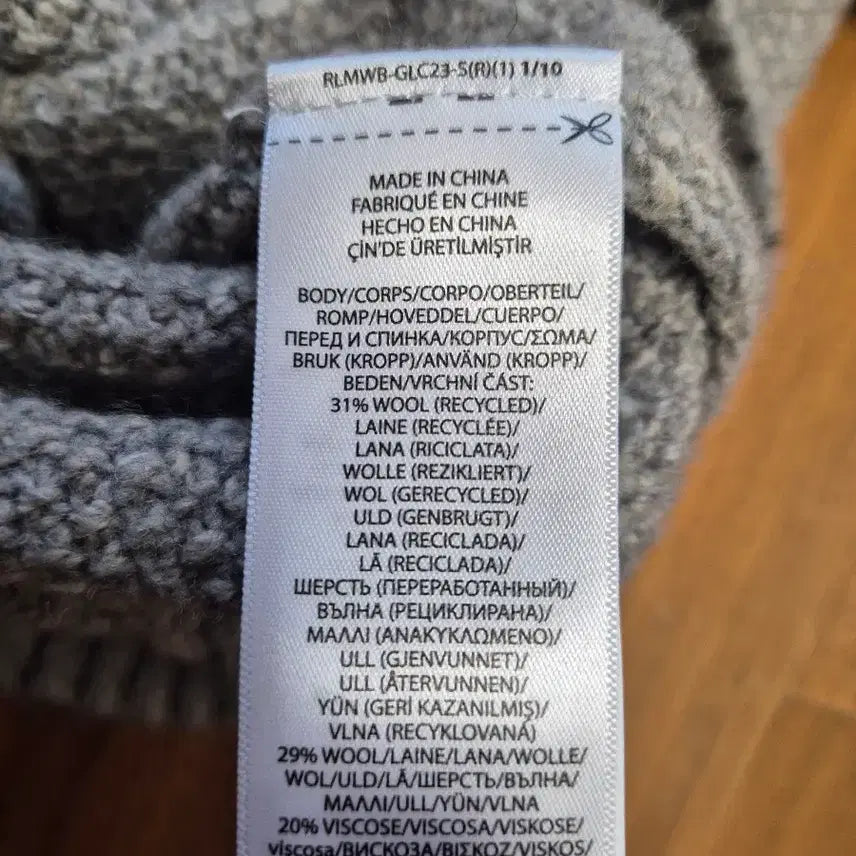 RLMWB-GLC23-S(R)(1) 1/10
MADE IN CHINA
FABRIQUÉ EN CHINE
HECHO EN CHINA
ÇİN'DE ÜRETİLMİŞTİR
BODY/CORPS/CORPO/OBERTEIL/
ROMP/HOVEDDEL/CUERPO/
ПЕРЕД И СПИНКА/КОРПУС/ΣΩΜΑ/
BRUK (KROPP)/ANVÄND (KROPP)/
BEDEN/VRCHNÍ ČÁST:
31% WOOL (RECYCLED)/
LAINE (RECYCLÉE)/
LANA (RICICLATA)/
WOLLE (REZIKLIERT)/
WOL (GERECYCLED)/
ULD (GENBRUGT)/
LANA (RECICLADA)/
LÃ (RECICLADA)/
ШЕРСТЬ (ПЕРЕРАБОТАННЫЙ)/
ВЪЛНА (РЕЦИКЛИРАНА)/
ΜΑΛΛΙ (ΑΝΑΚΥΚΛΩΜΕΝΟ)/
ULL (GJENVUNNET)/
ULL (ÅTERVUNNEN)/
YÜN (GERİ KAZANILMIŞ)/
VLNA (RECYKLOVANÁ)
29% WOOL/LAINE/LANA/WOLLE/
WOL/ULD/LÃ/ШЕРСТЬ/ВЪЛНА/
ΜΑΛΛΙ/ULL/YÜN/VLNA
20% VISCOSE/VISCOSA/VISKOSE/
viscosa/ВИСКОЗА/ΒΙΣΚΟΖ/VISKOS/